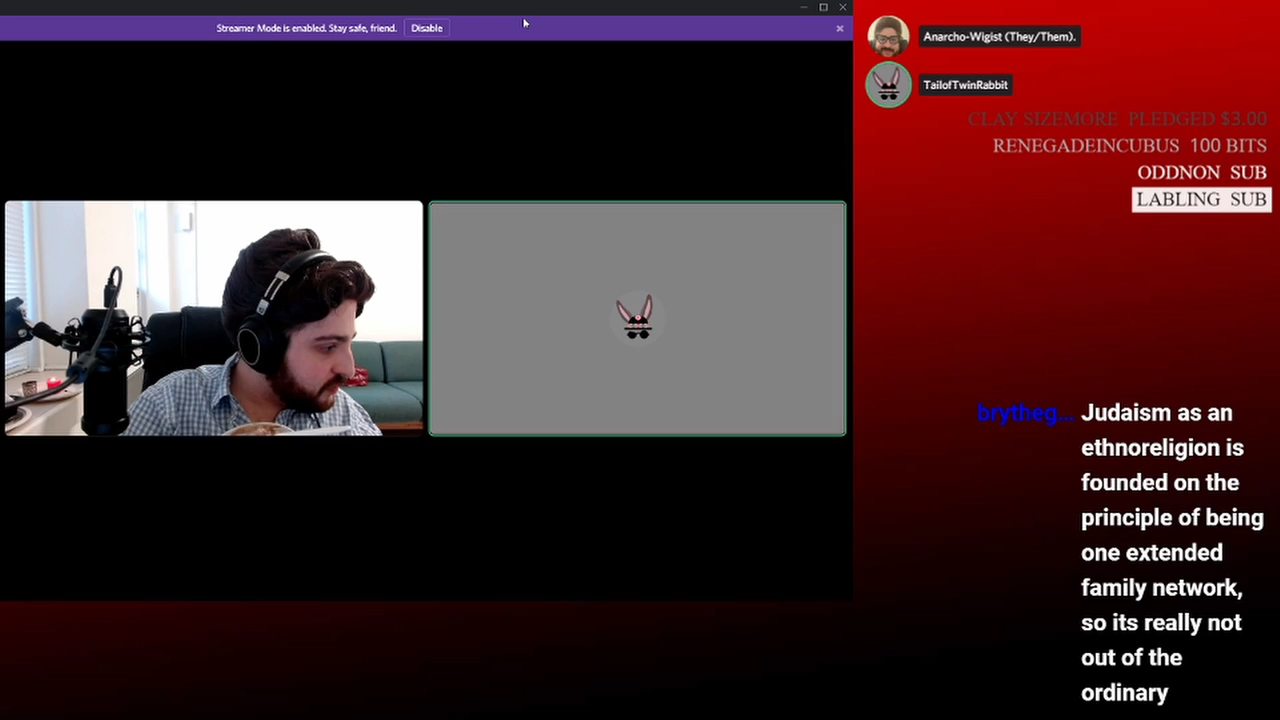 Streamer Mode is enabled. Stay safe, friend. Disable
Anarcho-Wigist (They/Them).
TailofTwinRabbit
CLAY SIZEMORE PLEDGED $3.00
RENEGADEINCUBUS 100 BITS
ODDNON SUB
LABLING SUB
brytheg... Judaism as an
ethnoreligion is
founded on the
principle of being
one extended
family network,
so its really not
out of the
ordinary